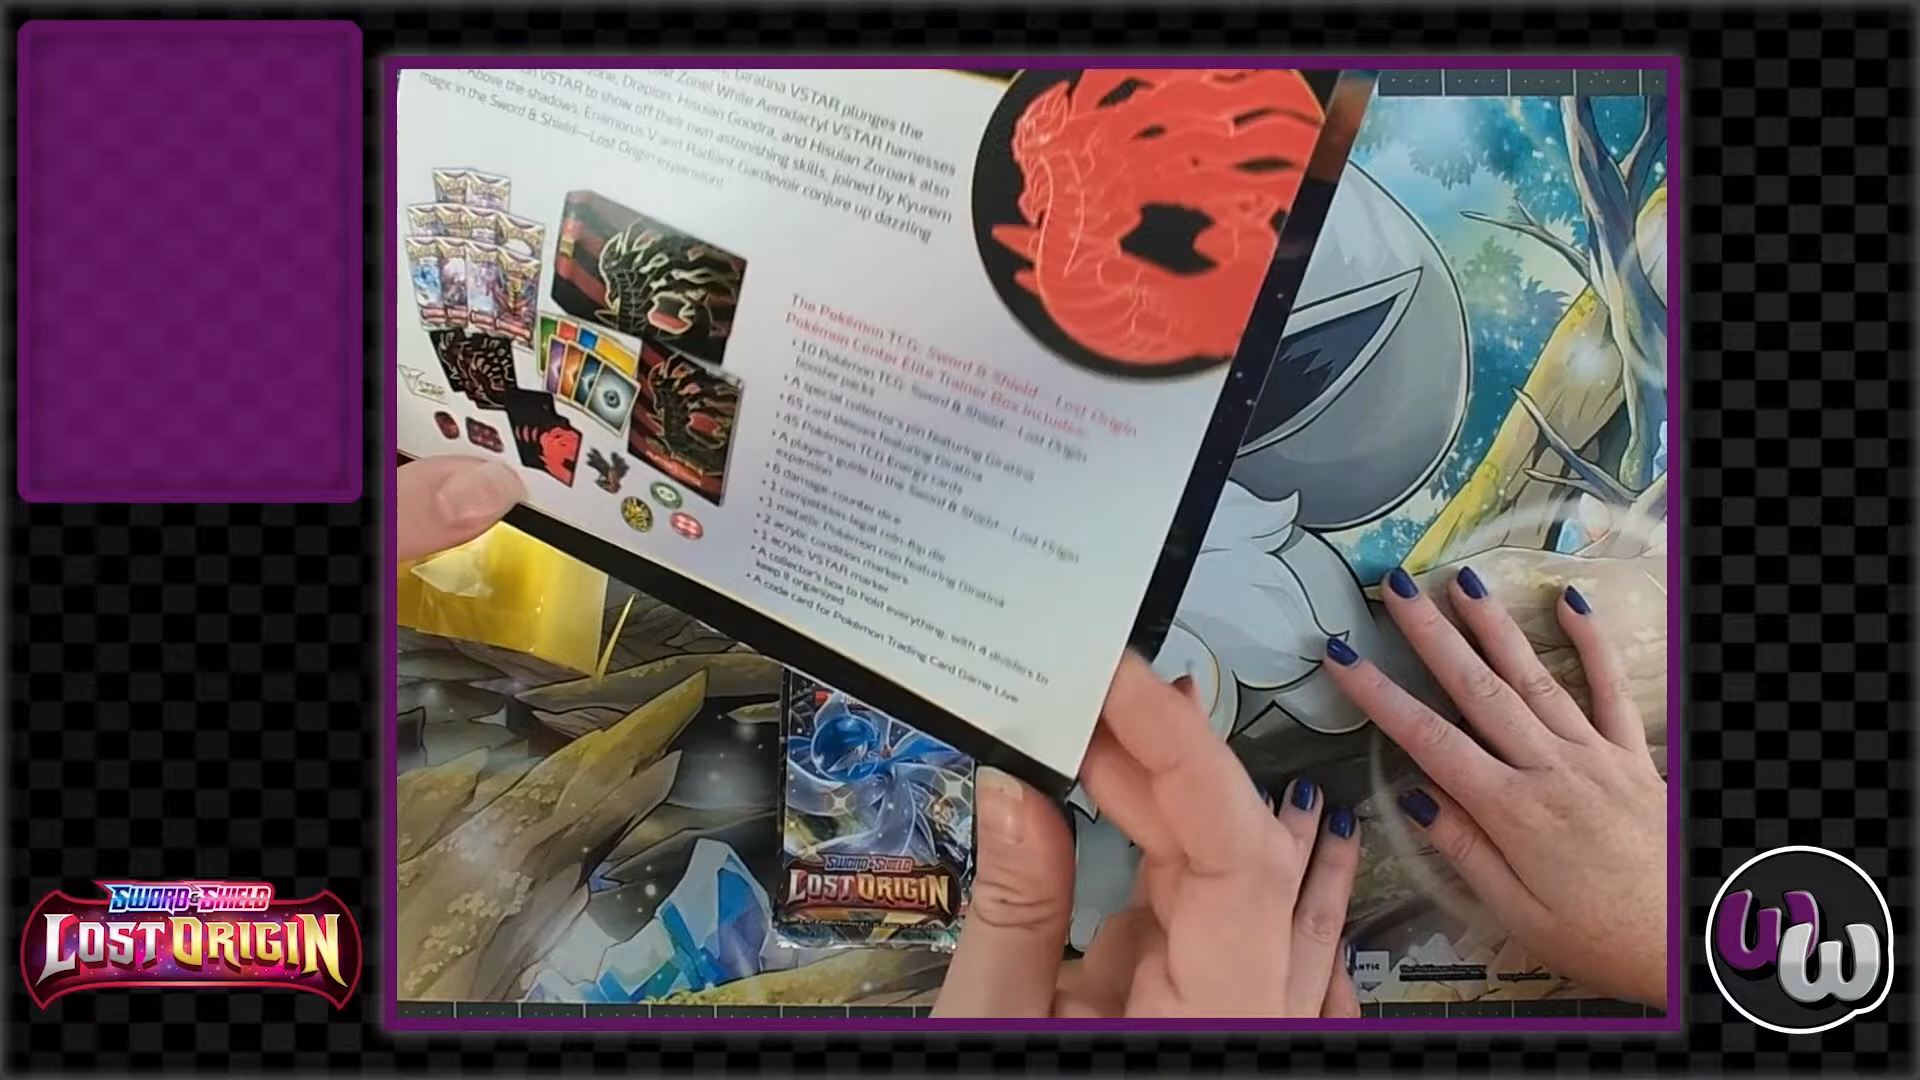 Giratina VSTAR plunges the
Zone! While Aerodactyl VSTAR harnesses
Drapion, Hisuian Goodra, and Hisuian Zoroark also
VSTAR to show off their own astonishing skills, joined by Kyurem
Above the shadows, Enamorus V and Radiant Gardevoir conjure up dazzling
magic in the Sword & Shield—Lost Origin expansion!
The Pokémon TCG: Sword & Shield—Lost Origin
Pokémon Center Elite Trainer Box includes:
• 10 Pokémon TCG: Sword & Shield—Lost Origin
booster packs
• A special collector's pin featuring Giratina
• 65 card sleeves featuring Giratina
• 45 Pokémon TCG Energy cards
• A player's guide to the Sword & Shield—Lost Origin
expansion
• 6 damage-counter dice
• 1 competition-legal coin-flip die
• 1 metallic Pokémon coin featuring Giratina
• 2 acrylic condition markers
• 1 acrylic VSTAR marker
• A collector's box to hold everything, with 4 dividers to
keep it organized
• A code card for Pokémon Trading Card Game Live
SWORD & SHIELD
LOST ORIGIN
SWORD & SHIELD
LOST ORIGIN
UW